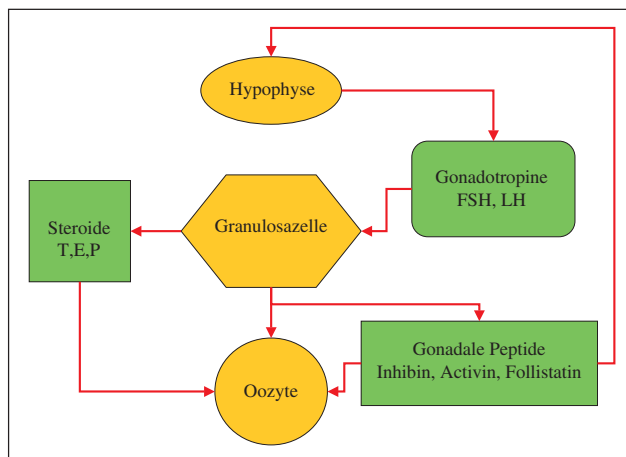 Hypophyse
Gonadotropine
FSH, LH
Steroide
T,E,P
Granulosazelle
Gonadale Peptide
Inhibin, Activin, Follistatin
Oozyte